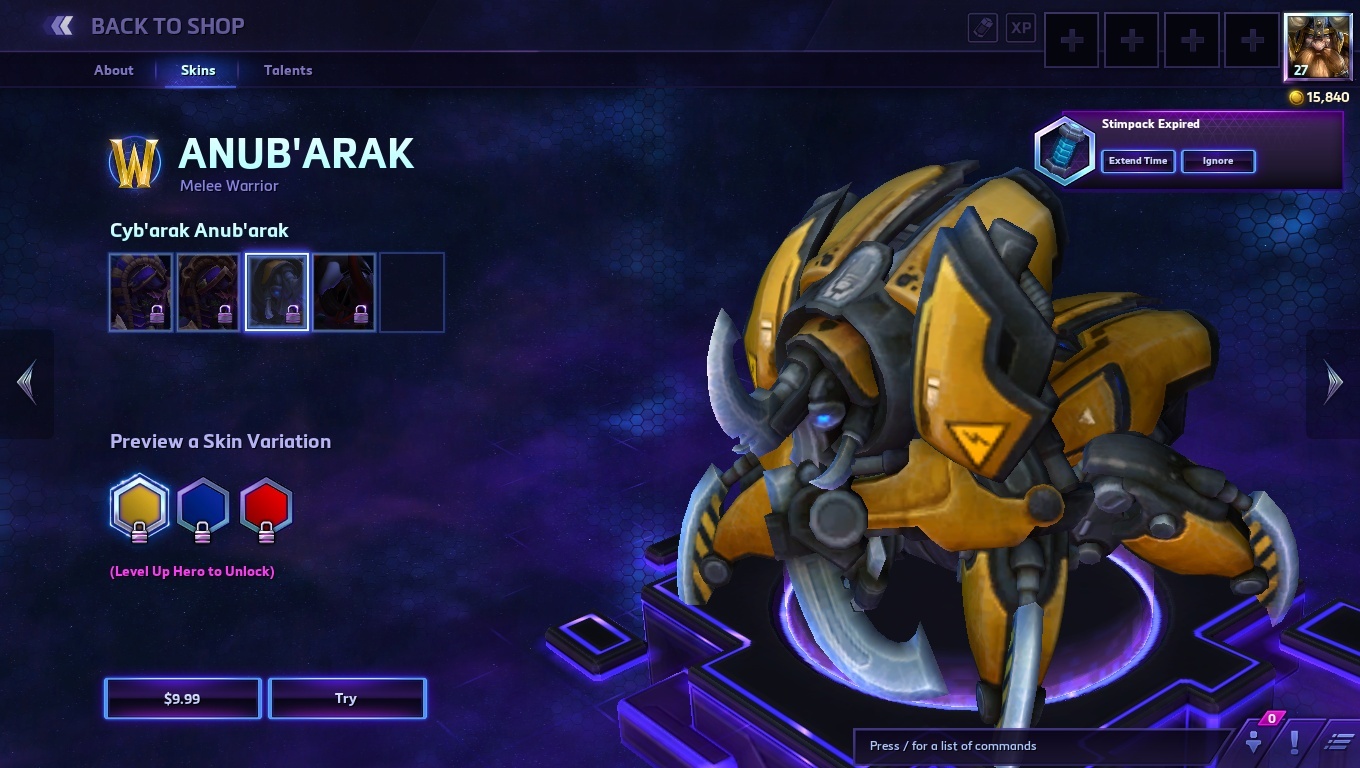 BACK TO SHOP
XP
About
Skins
Talents
27
15,840
Stimpack Expired
Extend Time
Ignore
ANUB'ARAK
Melee Warrior
Cyb'arak Anub'arak
Preview a Skin Variation
(Level Up Hero to Unlock)
$9.99
Try
0
Press / for a list of commands